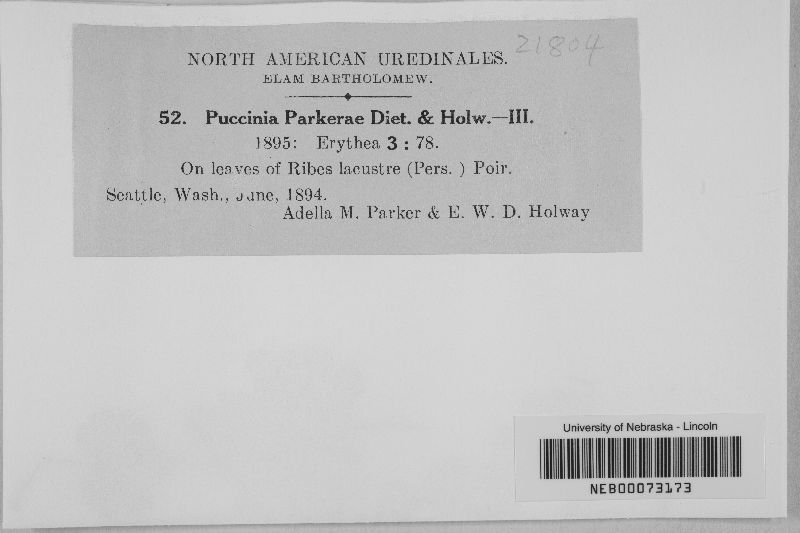 21804
NORTH AMERICAN UREDINALES.
ELAM BARTHOLOMEW.
52. Puccinia Parkerae Diet. & Holw.—III.
1895: Erythea 3 : 78.
On leaves of Ribes lacustre (Pers. ) Poir.
Seattle, Wash., June, 1894.
Adella M. Parker & E. W. D. Holway
University of Nebraska - Lincoln
NEB00073173